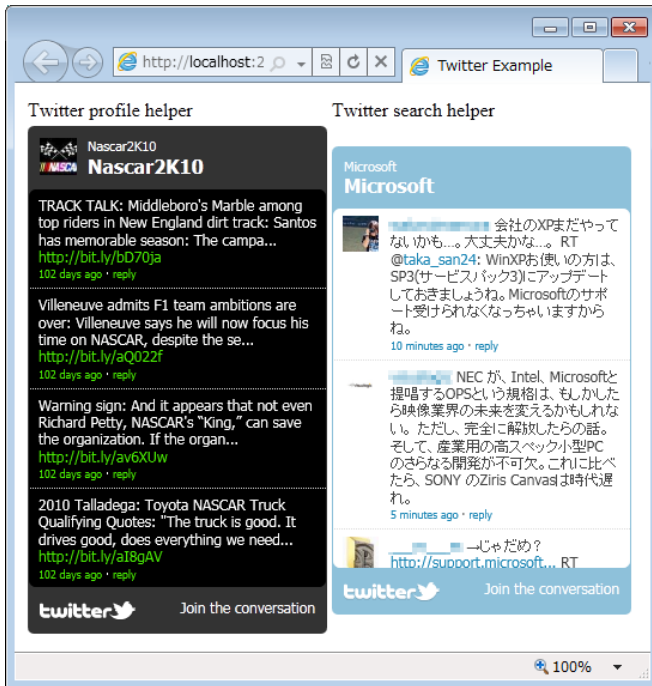 http://localhost:2
Twitter Example
Twitter profile helper
Nascar2K10
Nascar2K10
TRACK TALK: Middleboro's Marble among
top riders in New England dirt track: Santos
has memorable season: The campa...
http://bit.ly/bD70ja
102 days ago · reply
Villeneuve admits F1 team ambitions are
over: Villeneuve says he will now focus his
time on NASCAR, despite the se...
http://bit.ly/aQ022f
102 days ago · reply
Warning sign: And it appears that not even
Richard Petty, NASCAR's “King,” can save
the organization. If the organ...
http://bit.ly/av6XUw
102 days ago · reply
2010 Talladega: Toyota NASCAR Truck
Qualifying Quotes: "The truck is good. It
drives good, does everything we need...
http://bit.ly/aI8gAV
102 days ago · reply
twitter
Join the conversation
Twitter search helper
Microsoft
Microsoft
会社のXPまだやって
ないかも...。大丈夫かな...。 RT
@taka_san24: WinXPお使いの方は、
SP3(サービスパック3)にアップデート
しておきましょうね。Microsoftのサポ
ート受けられなくなっちゃいますから
ね。
10 minutes ago · reply
NEC が、Intel、Microsoftと
提唱するOPSという規格は、もしかした
ら映像業界の未来を変えるかもしれな
い。 ただし、完全に解放したらの話。
そして、産業用の高スペック小型PC
のさらなる開発が不可欠。これに比べ
たら、SONY のZiris Canvasは時代遅
れ。
5 minutes ago · reply
→じゃだめ？
http://support.microsoft... RT
twitter
Join the conversation
100%